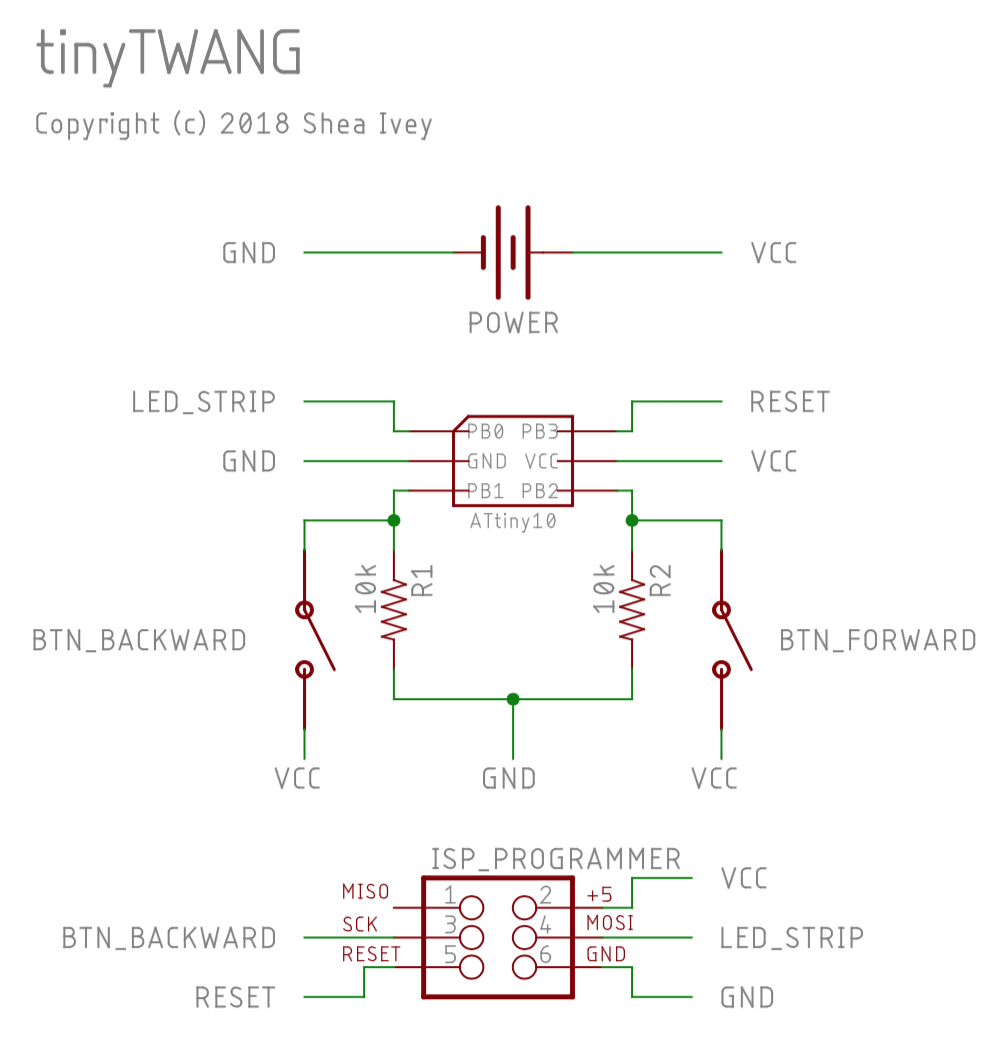 tinyTWANG
Copyright (c) 2018 Shea Ivey
GND VCC
POWER
LED_STRIP RESET
PB0 PB3
GND GND VCC VCC
PB1 PB2
ATtiny10
10k R1 10k R2
BTN_BACKWARD BTN_FORWARD
VCC GND VCC
ISP_PROGRAMMER
MISO 1 2 +5 VCC
BTN_BACKWARD SCK 3 4 MOSI LED_STRIP
RESET 5 6 GND
RESET GND